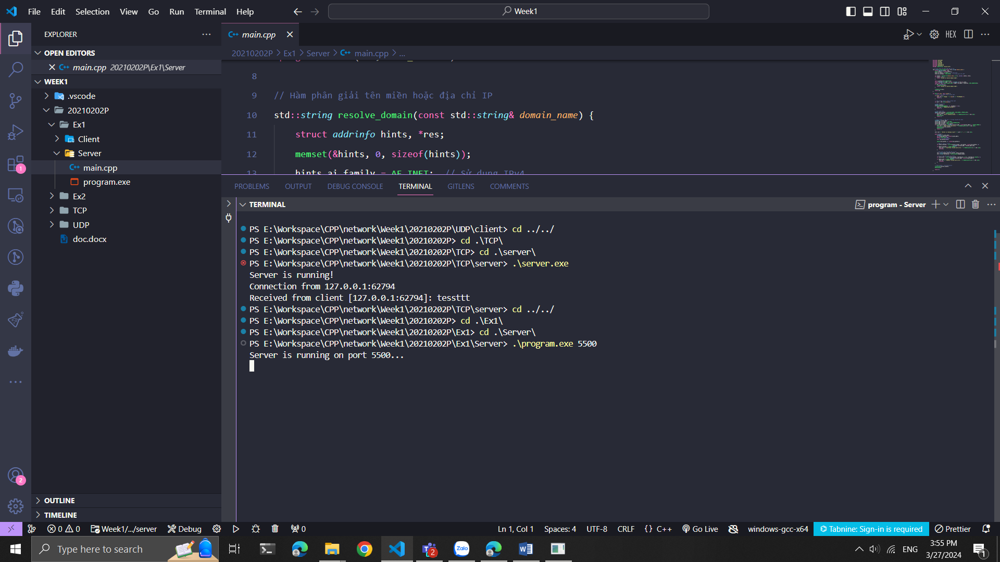 File Edit Selection View Go Run Terminal Help
Week1
EXPLORER
OPEN EDITORS
main.cpp 20210202P\Ex1\Server
WEEK1
.vscode
20210202P
Ex1
Client
Server
main.cpp
program.exe
Ex2
TCP
UDP
doc.docx
OUTLINE
TIMELINE
1
2
main.cpp
HEX
20210202P > Ex1 > Server > main.cpp > ...
8
9 // Hàm phân giải tên miền hoặc địa chỉ IP
10 std::string resolve_domain(const std::string& domain_name) {
11 struct addrinfo hints, *res;
12 memset(&hints, 0, sizeof(hints));
13 hints.ai_family = AF_INET; // Sử dụng IPv4
PROBLEMS OUTPUT DEBUG CONSOLE TERMINAL GITLENS COMMENTS
TERMINAL
program - Server
PS E:\Workspace\CPP\network\Week1\20210202P\UDP\client> cd ../../
PS E:\Workspace\CPP\network\Week1\20210202P> cd .\TCP\
PS E:\Workspace\CPP\network\Week1\20210202P\TCP> cd .\server\
PS E:\Workspace\CPP\network\Week1\20210202P\TCP\server> .\server.exe
Server is running!
Connection from 127.0.0.1:62794
Received from client [127.0.0.1:62794]: tessttt
PS E:\Workspace\CPP\network\Week1\20210202P\TCP\server> cd ../../
PS E:\Workspace\CPP\network\Week1\20210202P> cd .\Ex1\
PS E:\Workspace\CPP\network\Week1\20210202P\Ex1> cd .\Server\
PS E:\Workspace\CPP\network\Week1\20210202P\Ex1\Server> .\program.exe 5500
Server is running on port 5500...
0 0 Week1/.../server Debug 0
Ln 1, Col 1 Spaces: 4 UTF-8 CRLF {} C++ Go Live windows-gcc-x64 Tabnine: Sign-in is required Prettier
Type here to search
2
Zalo
ENG
3:55 PM
3/27/2024
1